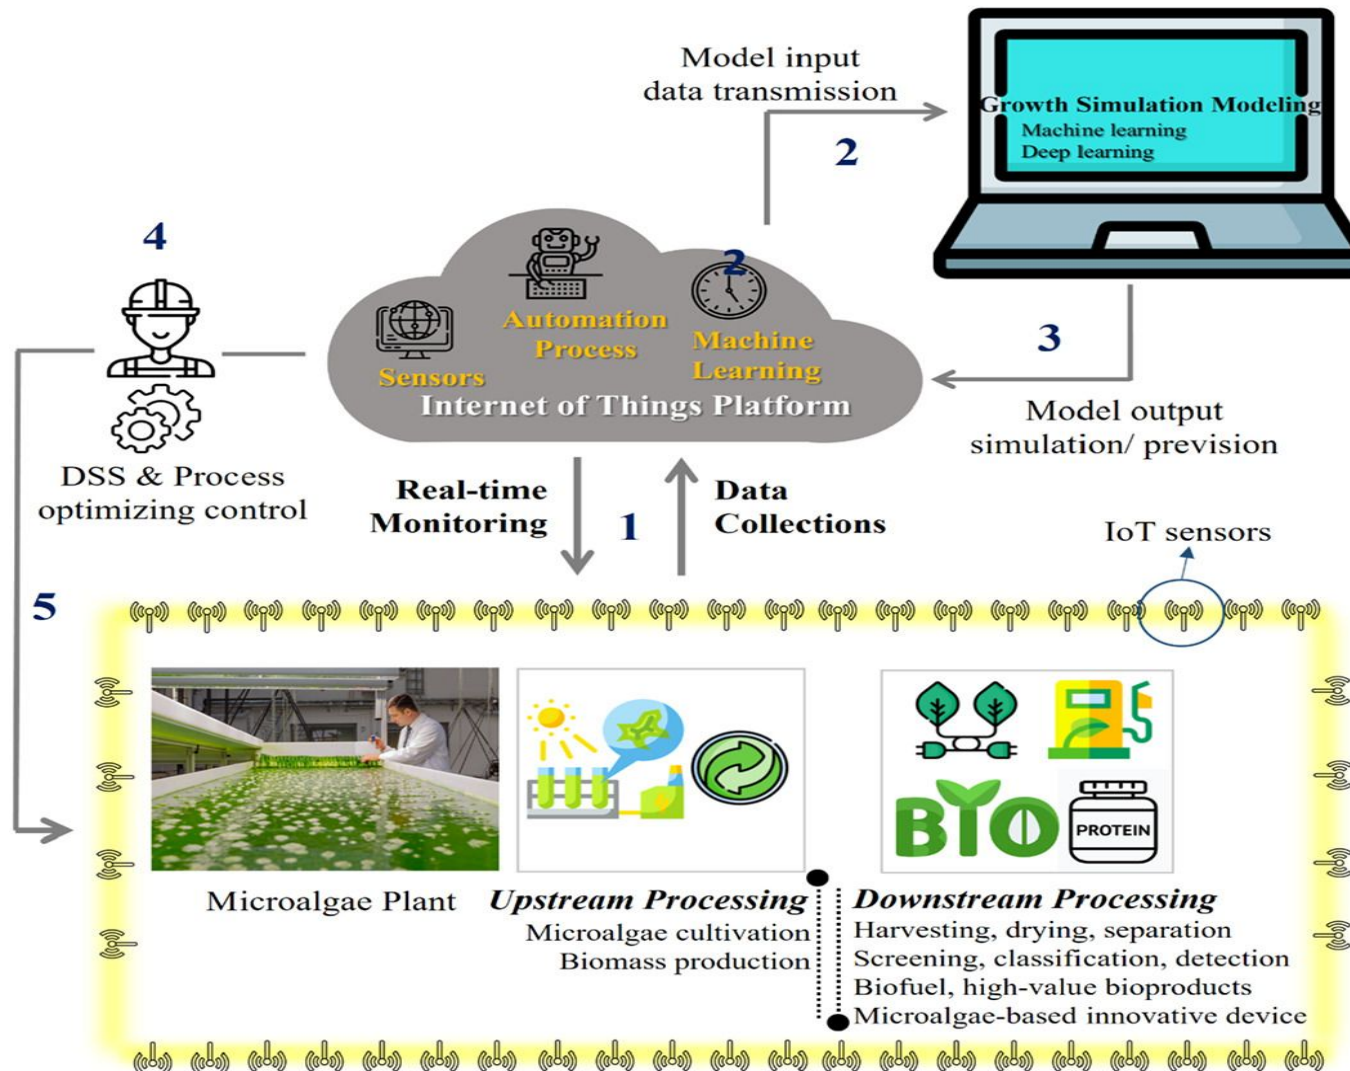 Model input
data transmission
2
Growth Simulation Modeling
Machine learning
Deep learning
4
2
Automation
Process
Machine
Learning
Sensors
Internet of Things Platform
3
Model output
simulation/ prevision
DSS & Process
optimizing control
Real-time
Monitoring
1
Data
Collections
IoT sensors
5
BIO
PROTEIN
Microalgae Plant
Upstream Processing
Microalgae cultivation
Biomass production
Downstream Processing
Harvesting, drying, separation
Screening, classification, detection
Biofuel, high-value bioproducts
Microalgae-based innovative device